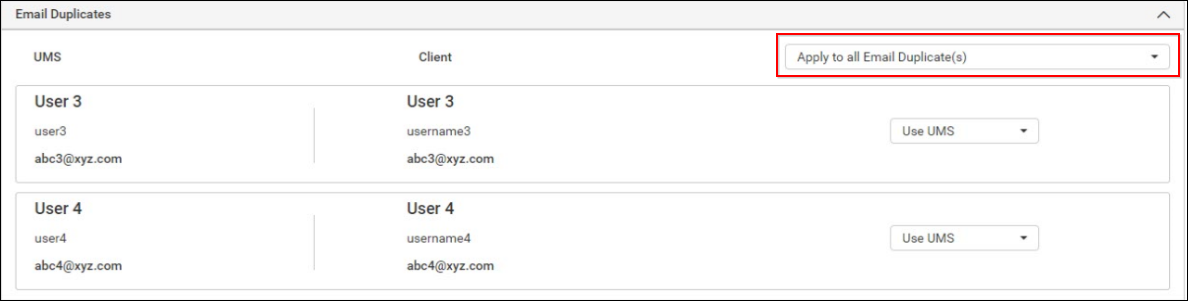 Email Duplicates
UMS Client Apply to all Email Duplicate(s)
User 3 User 3
user3 username3 Use UMS
abc3@xyz.com abc3@xyz.com
User 4 User 4
user4 username4 Use UMS
abc4@xyz.com abc4@xyz.com